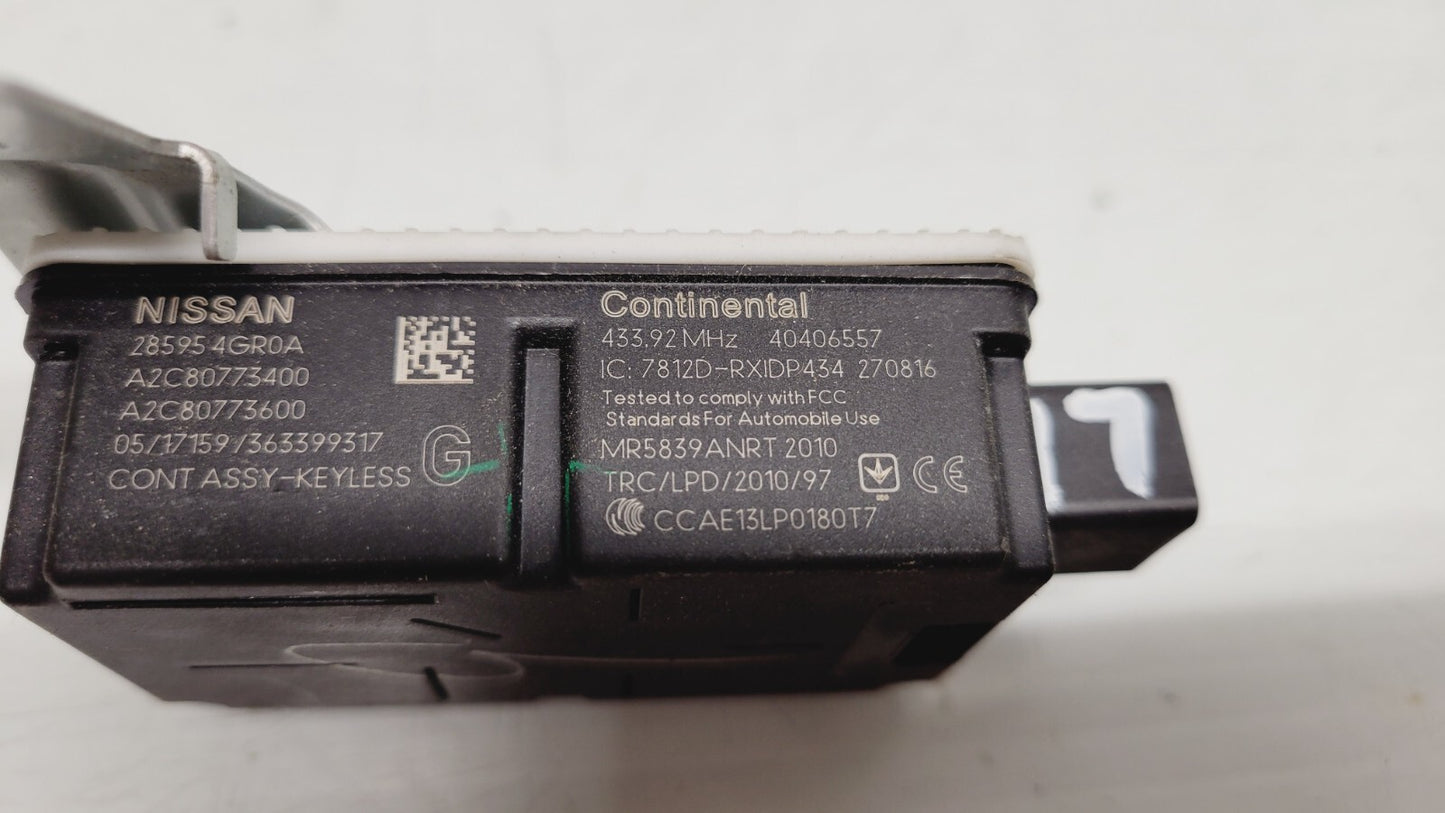 NISSAN
28595 4GR0A
A2C80773400
A2C80773600
05/17159/363399317
CONT ASSY-KEYLESS
G
Continental
433,92 MHz 40406557
IC: 7812D-RXIDP434 270816
Tested to comply with FCC
Standards For Automobile Use
MR5839ANRT 2010
TRC/LPD/2010/97
CE
CCAE13LP0180T7